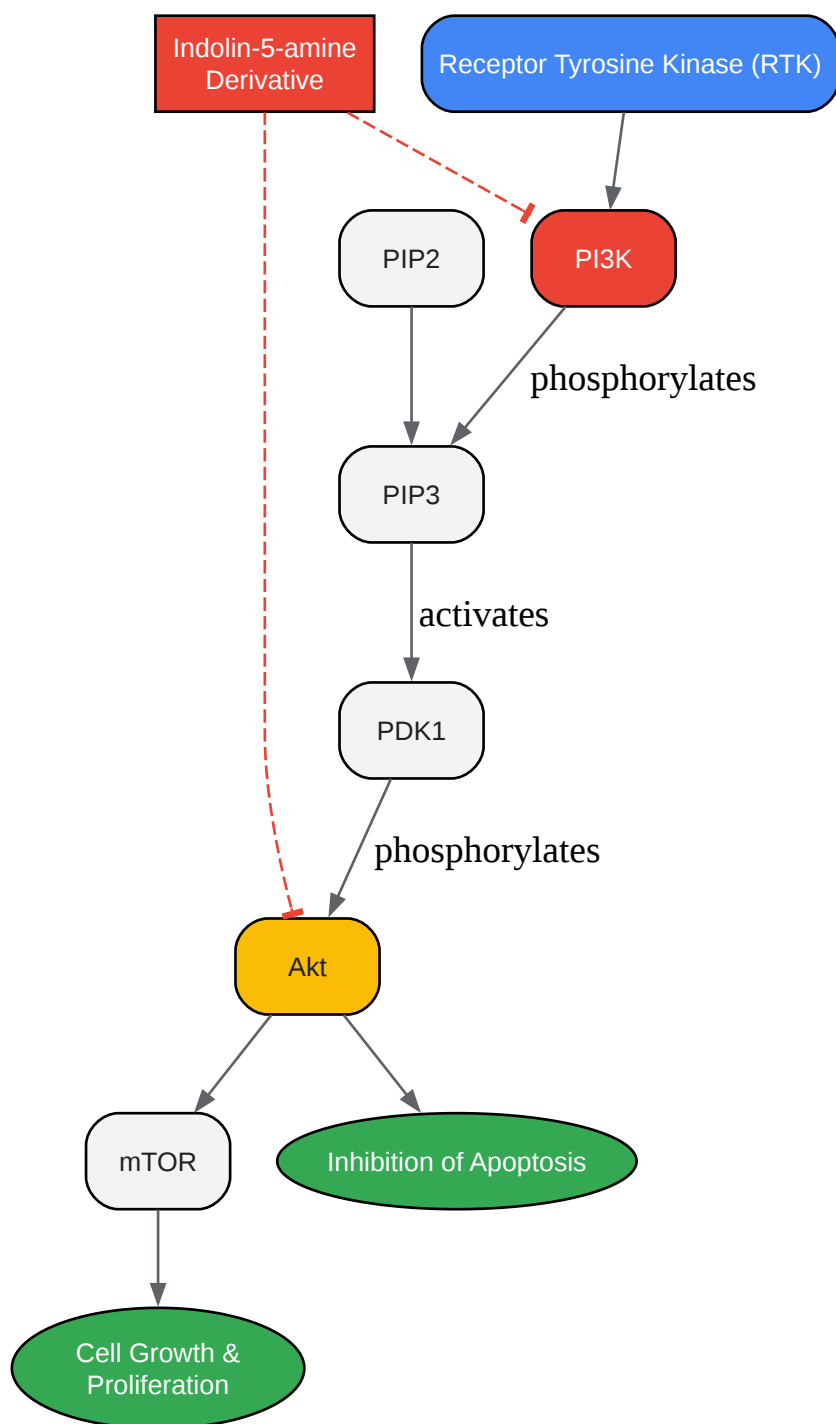 Indolin-5-amine
Derivative
Receptor Tyrosine Kinase (RTK)
PIP2
PI3K
phosphorylates
PIP3
activates
PDK1
phosphorylates
Akt
mTOR
Inhibition of Apoptosis
Cell Growth &
Proliferation